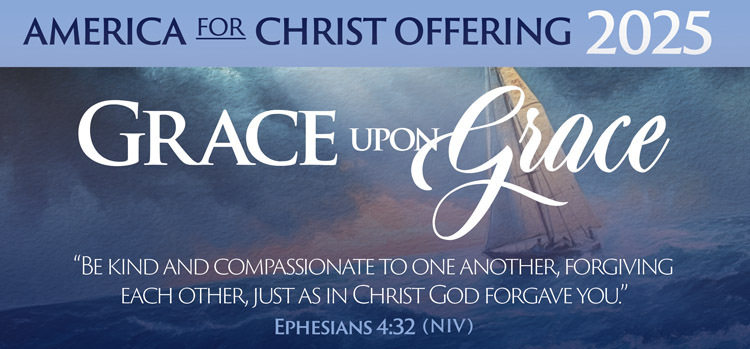 AMERICA FOR CHRIST OFFERING 2025
GRACE UPON Grace
“BE KIND AND COMPASSIONATE TO ONE ANOTHER, FORGIVING
EACH OTHER, JUST AS IN CHRIST GOD FORGAVE YOU.”
EPHESIANS 4:32 (NIV)